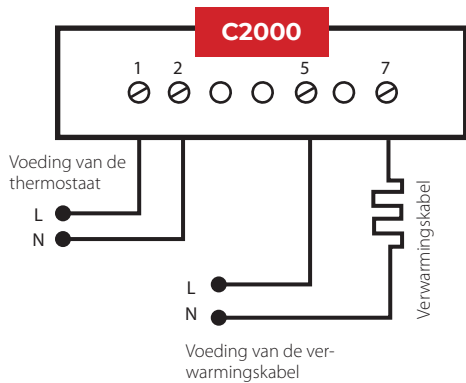 C2000
1 2 5 7
Voeding van de
thermostaat
L
N
Verwarmingskabel
L
N
Voeding van de ver-
warmingskabel